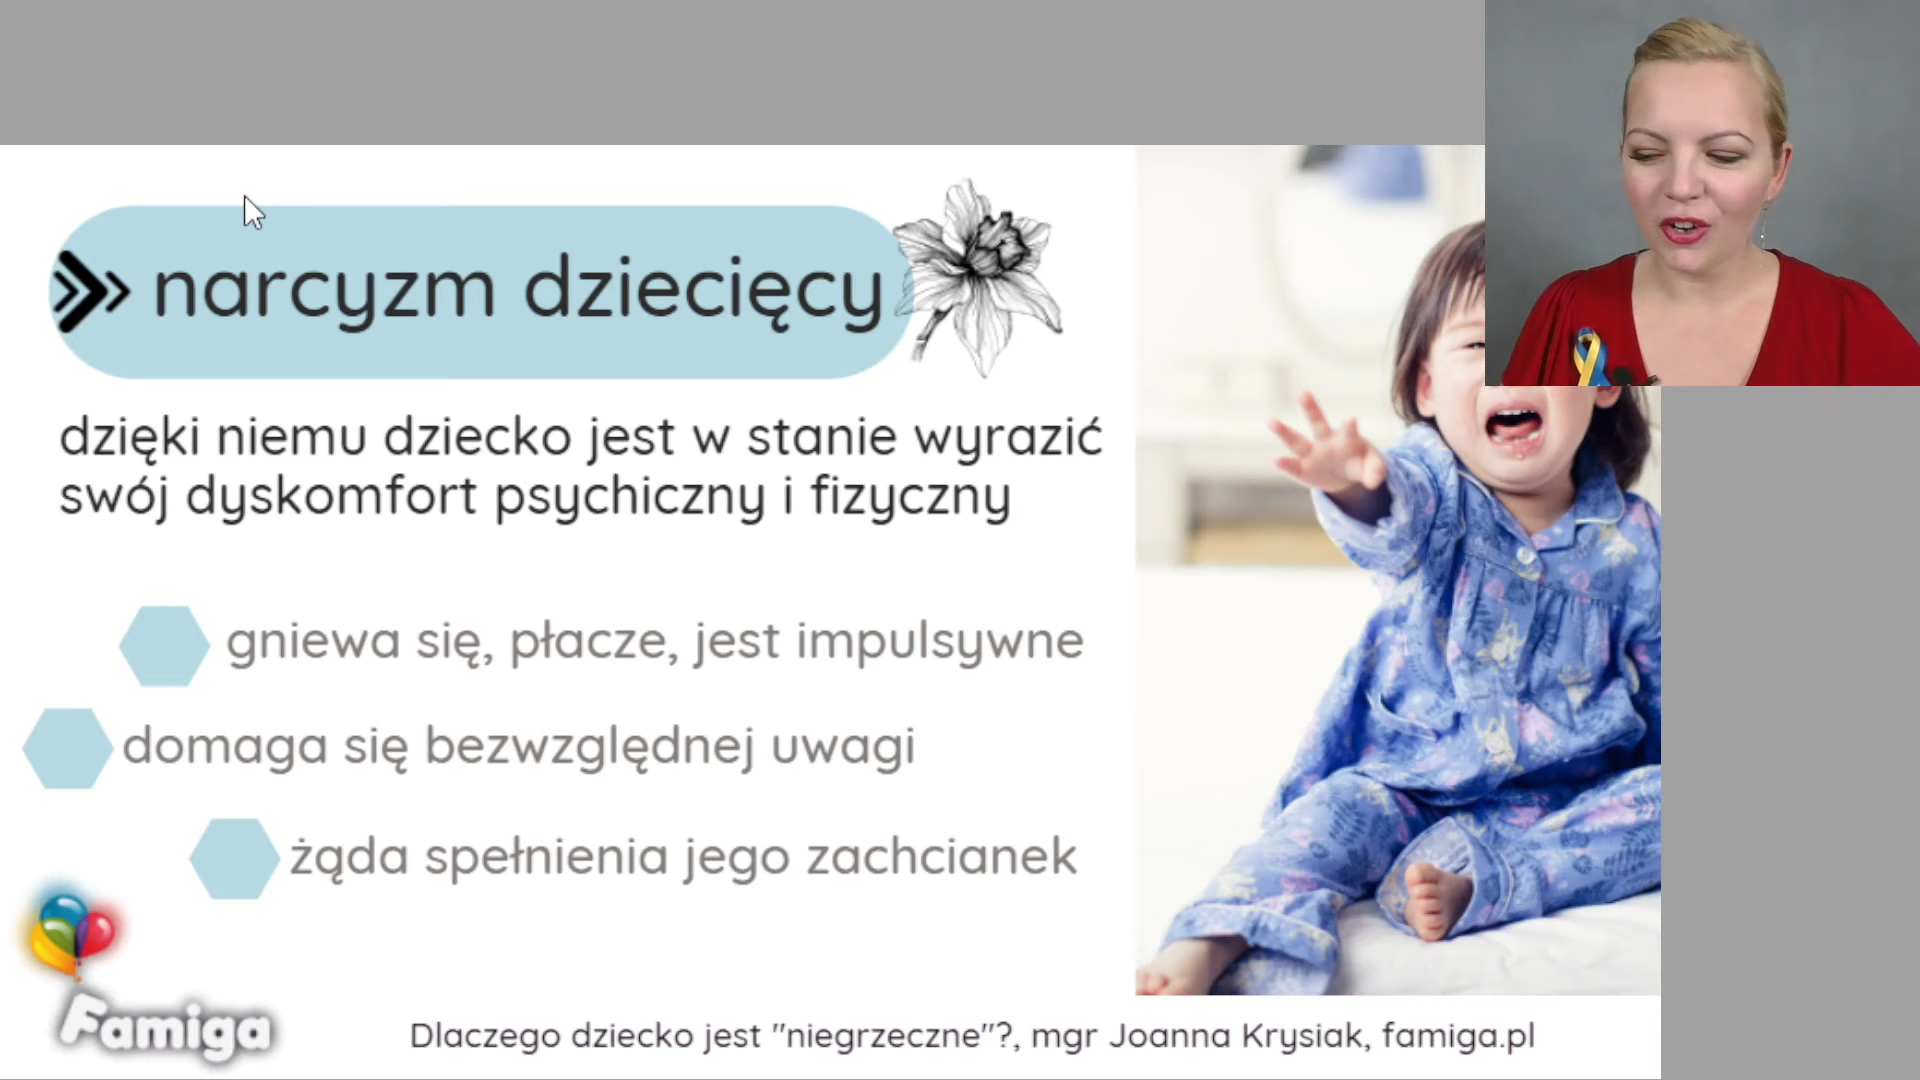 narcyzm dziecięcy
dzięki niemu dziecko jest w stanie wyrazić
swój dyskomfort psychiczny i fizyczny
gniewa się, płacze, jest impulsywne
domaga się bezwzględnej uwagi
żąda spełnienia jego zachcianek
Famiga
Dlaczego dziecko jest "niegrzeczne"?, mgr Joanna Krysiak, famiga.pl